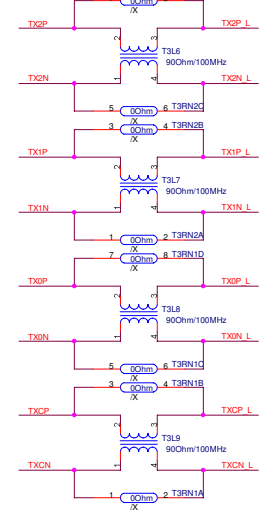 0Ohm
/X
TX2P TX2P_L
2 3
T3L6
90Ohm/100MHz
1 4
TX2N TX2N_L
5 0Ohm 6 T3RN2C
/X
3 0Ohm 4 T3RN2B
/X
TX1P TX1P_L
2 3
T3L7
90Ohm/100MHz
1 4
TX1N TX1N_L
1 0Ohm 2 T3RN2A
/X
7 0Ohm 8 T3RN1D
/X
TX0P TX0P_L
2 3
T3L8
90Ohm/100MHz
1 4
TX0N TX0N_L
5 0Ohm 6 T3RN1C
/X
3 0Ohm 4 T3RN1B
/X
TXCP TXCP_L
2 3
T3L9
90Ohm/100MHz
1 4
TXCN TXCN_L
1 0Ohm 2 T3RN1A
/X